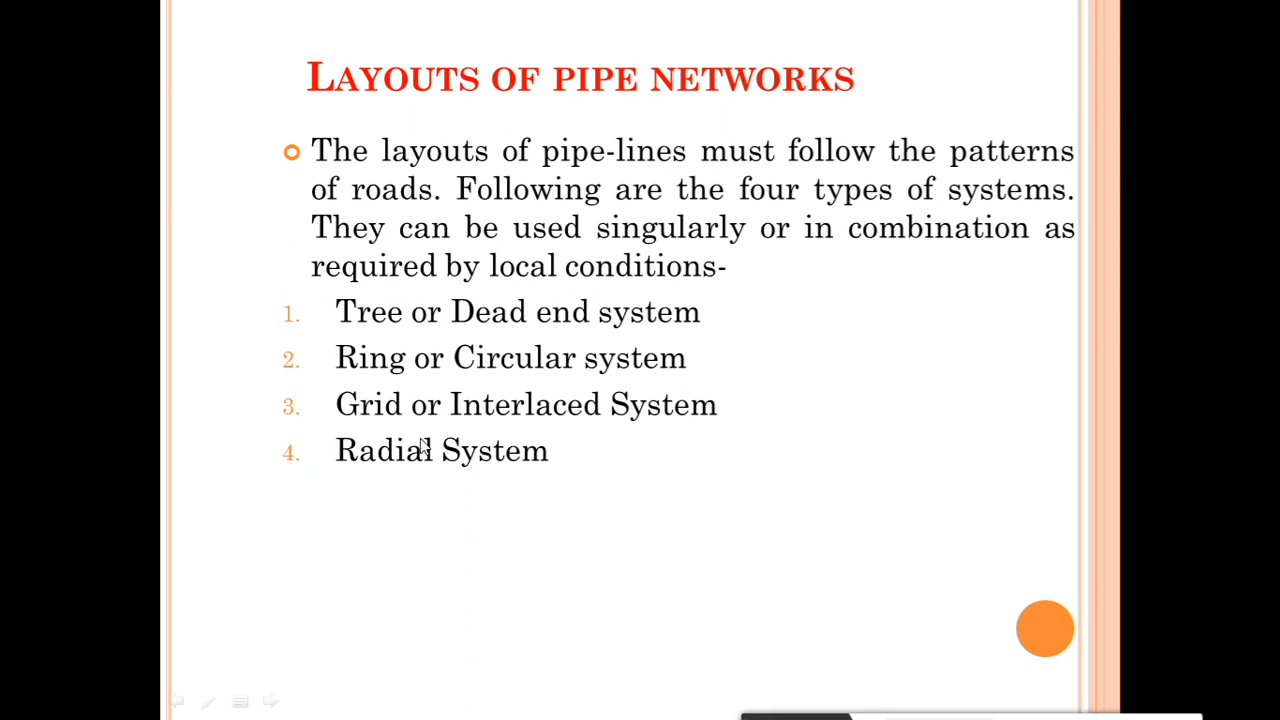 LAYOUTS OF PIPE NETWORKS
The layouts of pipe-lines must follow the patterns
of roads. Following are the four types of systems.
They can be used singularly or in combination as
required by local conditions-
1. Tree or Dead end system
2. Ring or Circular system
3. Grid or Interlaced System
4. Radial System